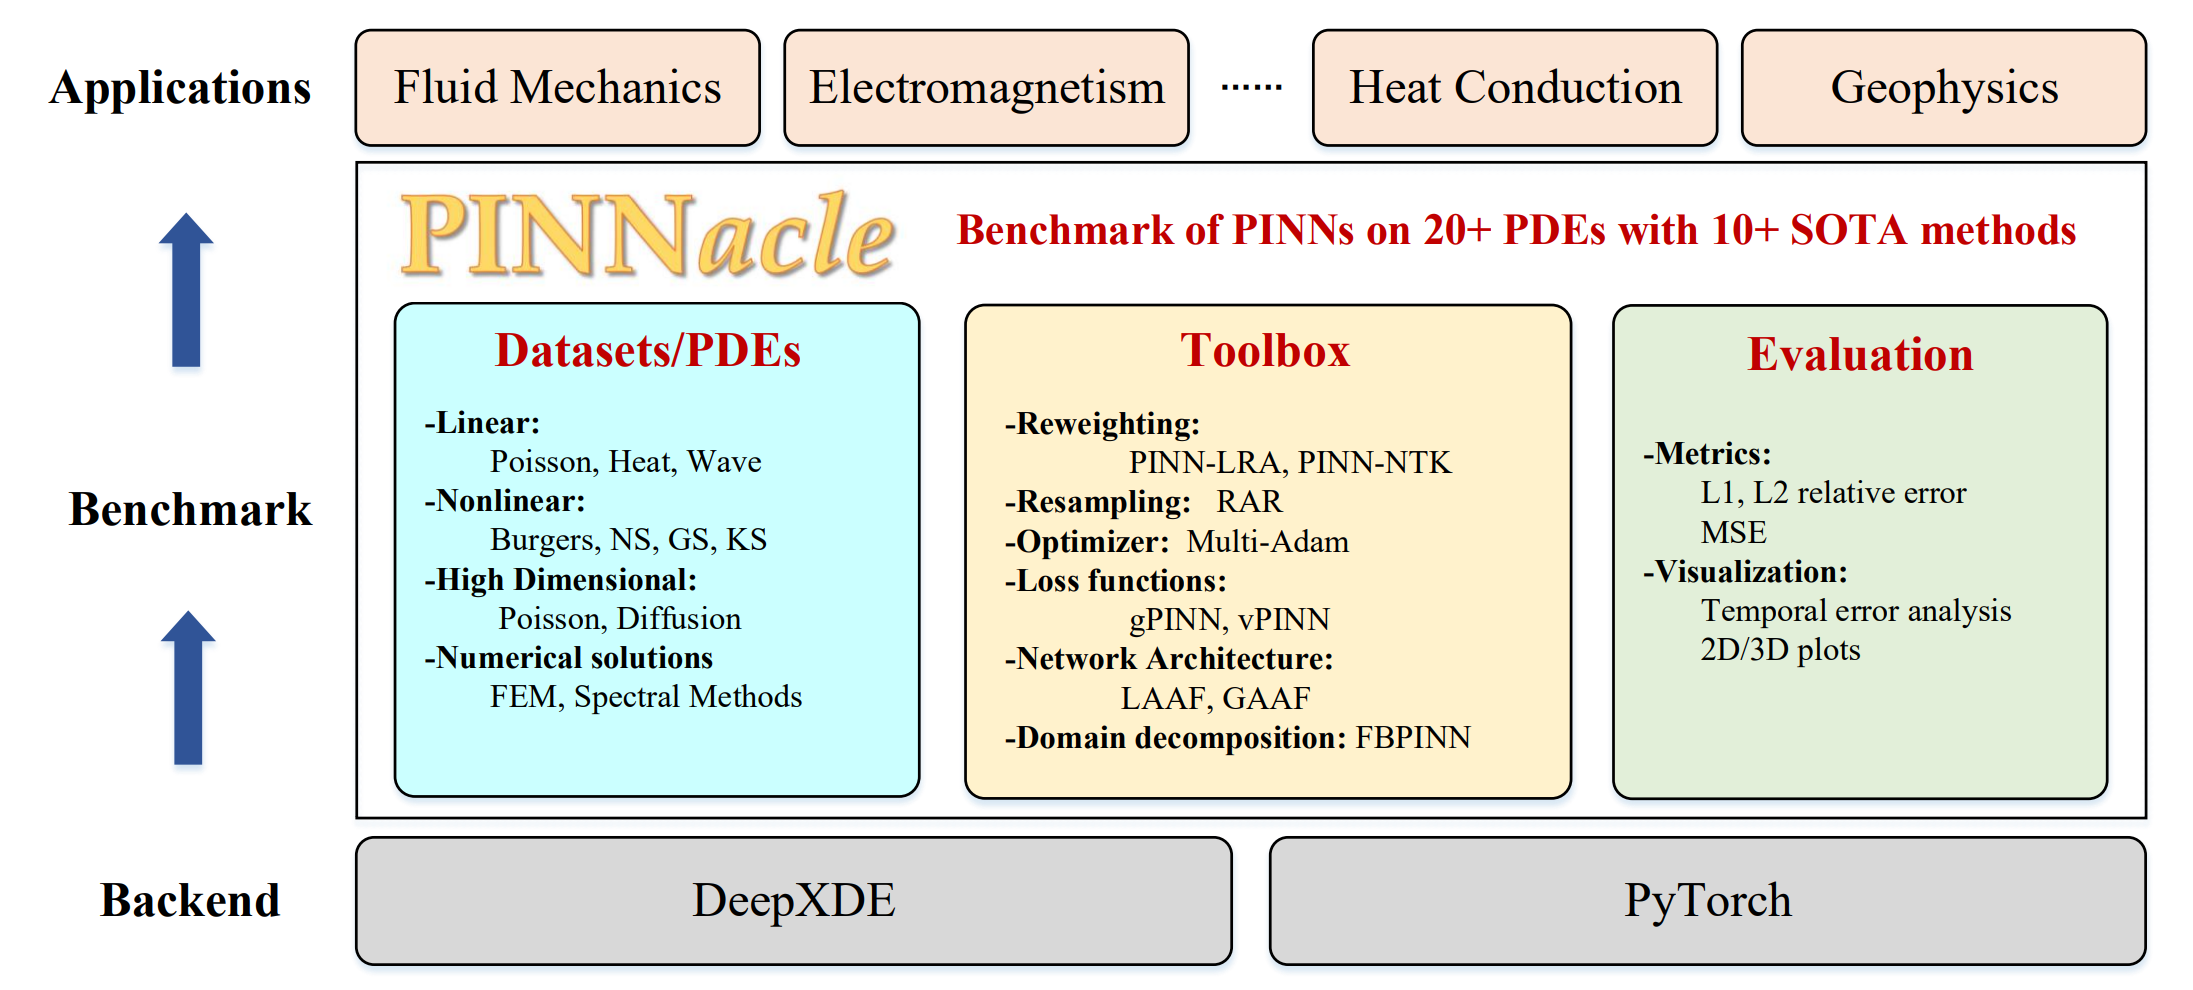 Applications
Fluid Mechanics
Electromagnetism
......
Heat Conduction
Geophysics
PINNacle
Benchmark of PINNs on 20+ PDEs with 10+ SOTA methods
Benchmark
Datasets/PDEs
-Linear:
Poisson, Heat, Wave
-Nonlinear:
Burgers, NS, GS, KS
-High Dimensional:
Poisson, Diffusion
-Numerical solutions
FEM, Spectral Methods
Toolbox
-Reweighting:
PINN-LRA, PINN-NTK
-Resampling: RAR
-Optimizer: Multi-Adam
-Loss functions:
gPINN, vPINN
-Network Architecture:
LAAF, GAAF
-Domain decomposition: FBPINN
Evaluation
-Metrics:
L1, L2 relative error
MSE
-Visualization:
Temporal error analysis
2D/3D plots
Backend
DeepXDE
PyTorch